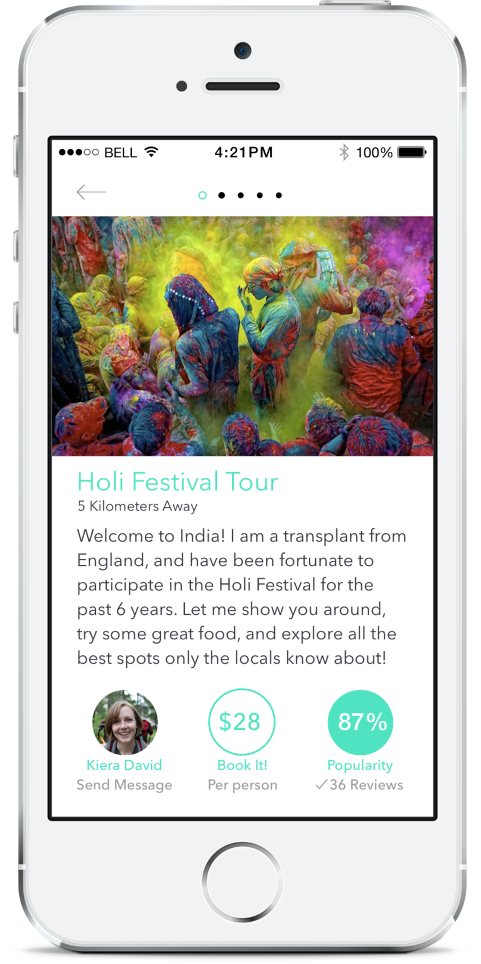 BELL 4:21PM 100%
Holi Festival Tour
5 Kilometers Away
Welcome to India! I am a transplant from
England, and have been fortunate to
participate in the Holi Festival for the
past 6 years. Let me show you around,
try some great food, and explore all the
best spots only the locals know about!
$28 87%
Kiera David Book It! Popularity
Send Message Per person ✓36 Reviews